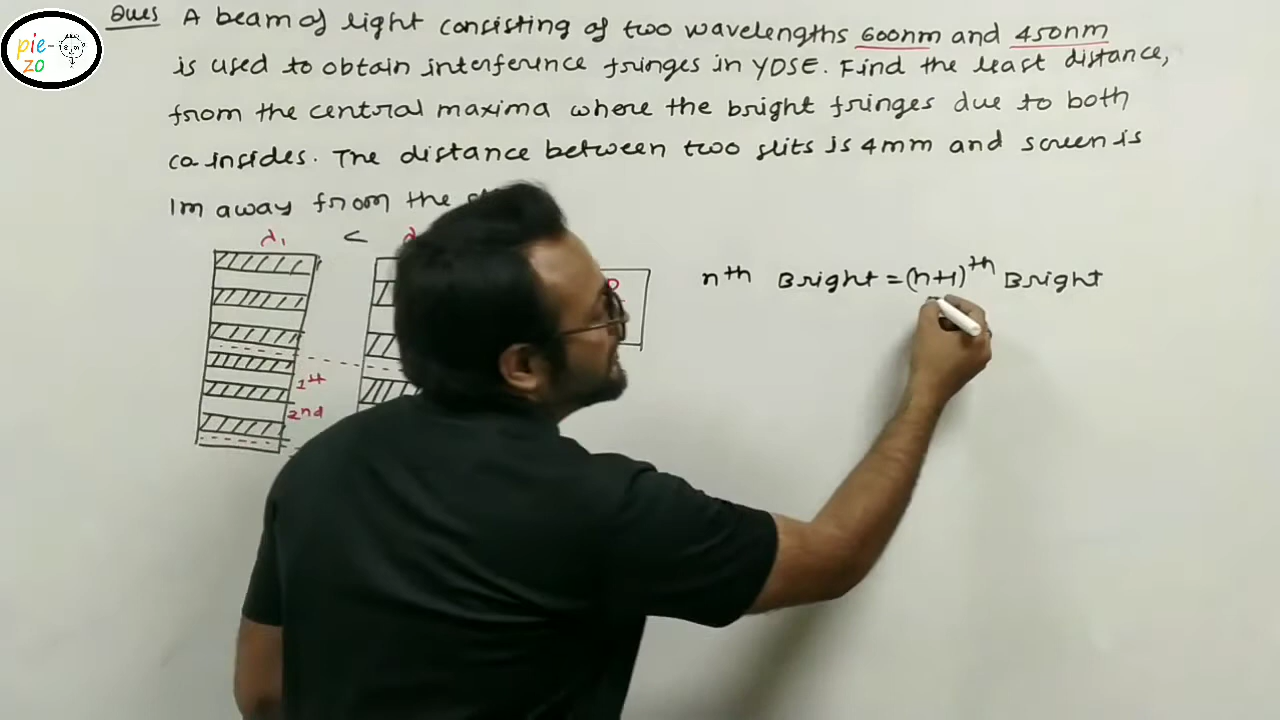 pie-
zo
Ques A beam of light consisting of two wavelengths 600nm and 450nm
is used to obtain interference fringes in YDSE. Find the least distance,
from the central maxima where the bright fringes due to both
ca insides. The distance between two slits is 4mm and screen is
1m away from the
λ₁ <
nth Bright = (n+1)th Bright
1st
2nd